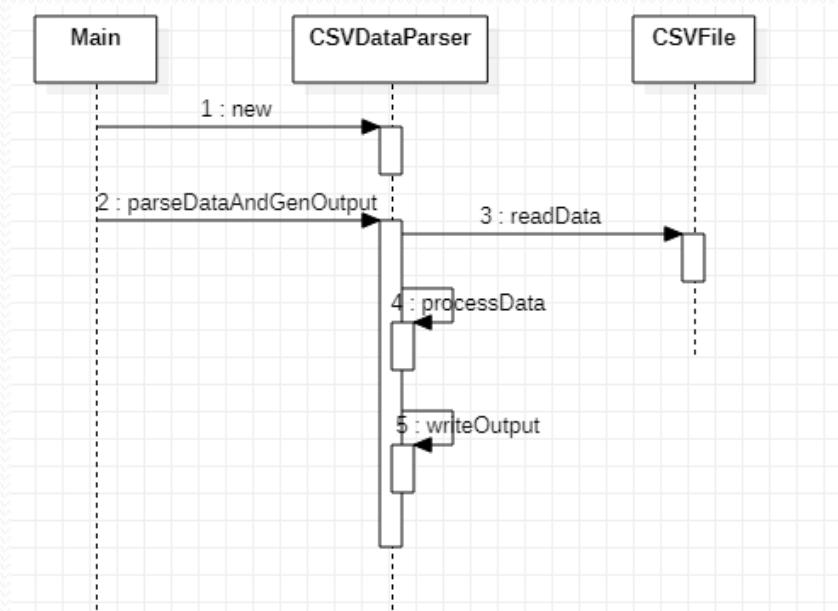 Main
CSVDataParser
CSVFile
1 : new
2 : parseDataAndGenOutput
3 : readData
4 : processData
5 : writeOutput